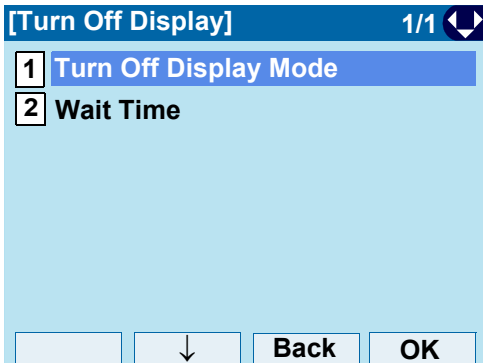 [Turn Off Display] 1/1
1 Turn Off Display Mode
2 Wait Time
↓ Back OK